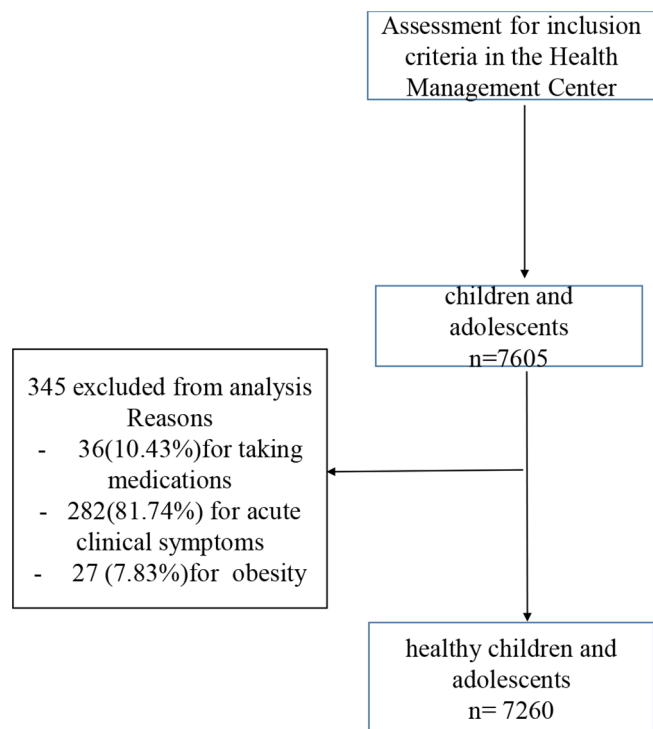 Assessment for inclusion
criteria in the Health
Management Center
children and
adolescents
n=7605
345 excluded from analysis
Reasons
- 36(10.43%)for taking
medications
- 282(81.74%) for acute
clinical symptoms
- 27 (7.83%)for obesity
healthy children and
adolescents
n= 7260